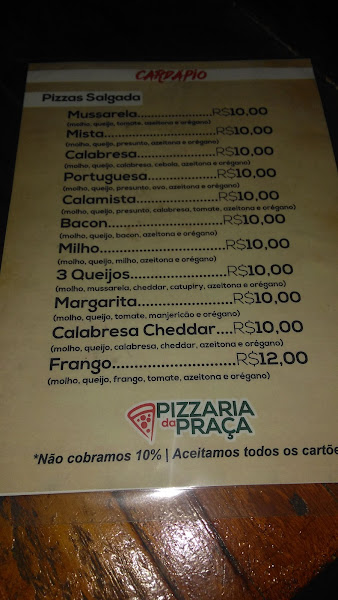 CARDÁPIO
Pizzas Salgada
Mussarela....................R$10,00
(molho, queijo, tomate, azeitona e orégano)
Mista..........................R$10,00
(molho, queijo, presunto, azeitona e orégano)
Calabresa....................R$10,00
(molho, queijo, calabresa, cebola, azeitona e orégano)
Portuguesa..................R$10,00
(molho, queijo, presunto, ovo, azeitona e orégano)
Calamista....................R$10,00
(molho, queijo, presunto, calabresa, tomate, azeitona e orégano)
Bacon..........................R$10,00
(molho, queijo, bacon, azeitona e orégano)
Milho...........................R$10,00
(molho, queijo, milho, azeitona e orégano)
3 Queijos.....................R$10,00
(molho, mussarela, cheddar, catupiry, azeitona e orégano)
Margarita....................R$10,00
(molho, queijo, tomate, manjericão e orégano)
Calabresa Cheddar....R$10,00
(molho, queijo, calabresa, cheddar, azeitona e orégano)
Frango.........................R$12,00
(molho, queijo, frango, tomate, azeitona e orégano)
PIZZARIA
da PRAÇA
*Não cobramos 10% | Aceitamos todos os cartõe